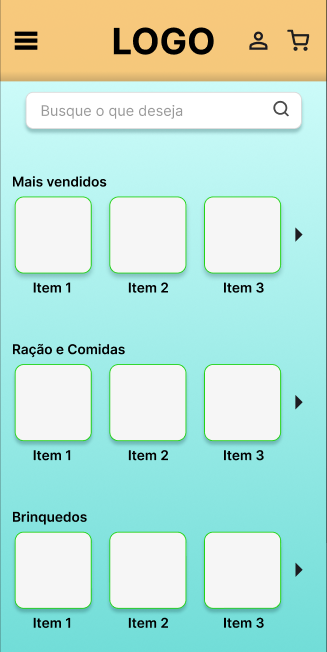 LOGO
Busque o que deseja
Mais vendidos
Item 1 Item 2 Item 3
Ração e Comidas
Item 1 Item 2 Item 3
Brinquedos
Item 1 Item 2 Item 3